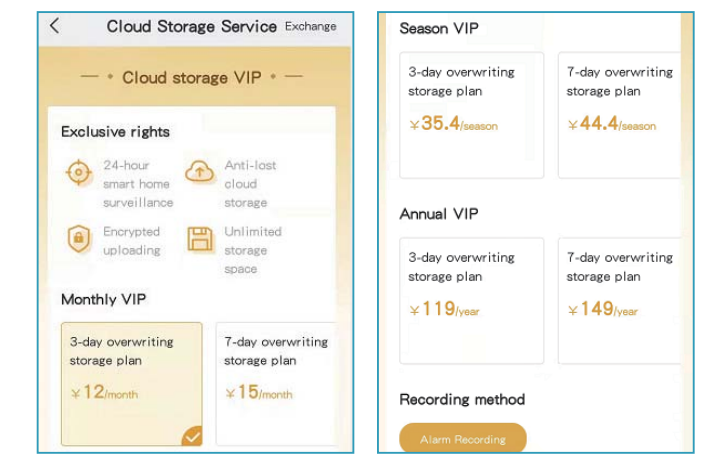 Cloud Storage Service Exchange
— • Cloud storage VIP • —
Exclusive rights
24-hour
smart home
surveillance
Anti-lost
cloud
storage
Encrypted
uploading
Unlimited
storage
space
Monthly VIP
3-day overwriting
storage plan
¥12/month
7-day overwriting
storage plan
¥15/month
Season VIP
3-day overwriting
storage plan
¥35.4/season
7-day overwriting
storage plan
¥44.4/season
Annual VIP
3-day overwriting
storage plan
¥119/year
7-day overwriting
storage plan
¥149/year
Recording method
Alarm Recording